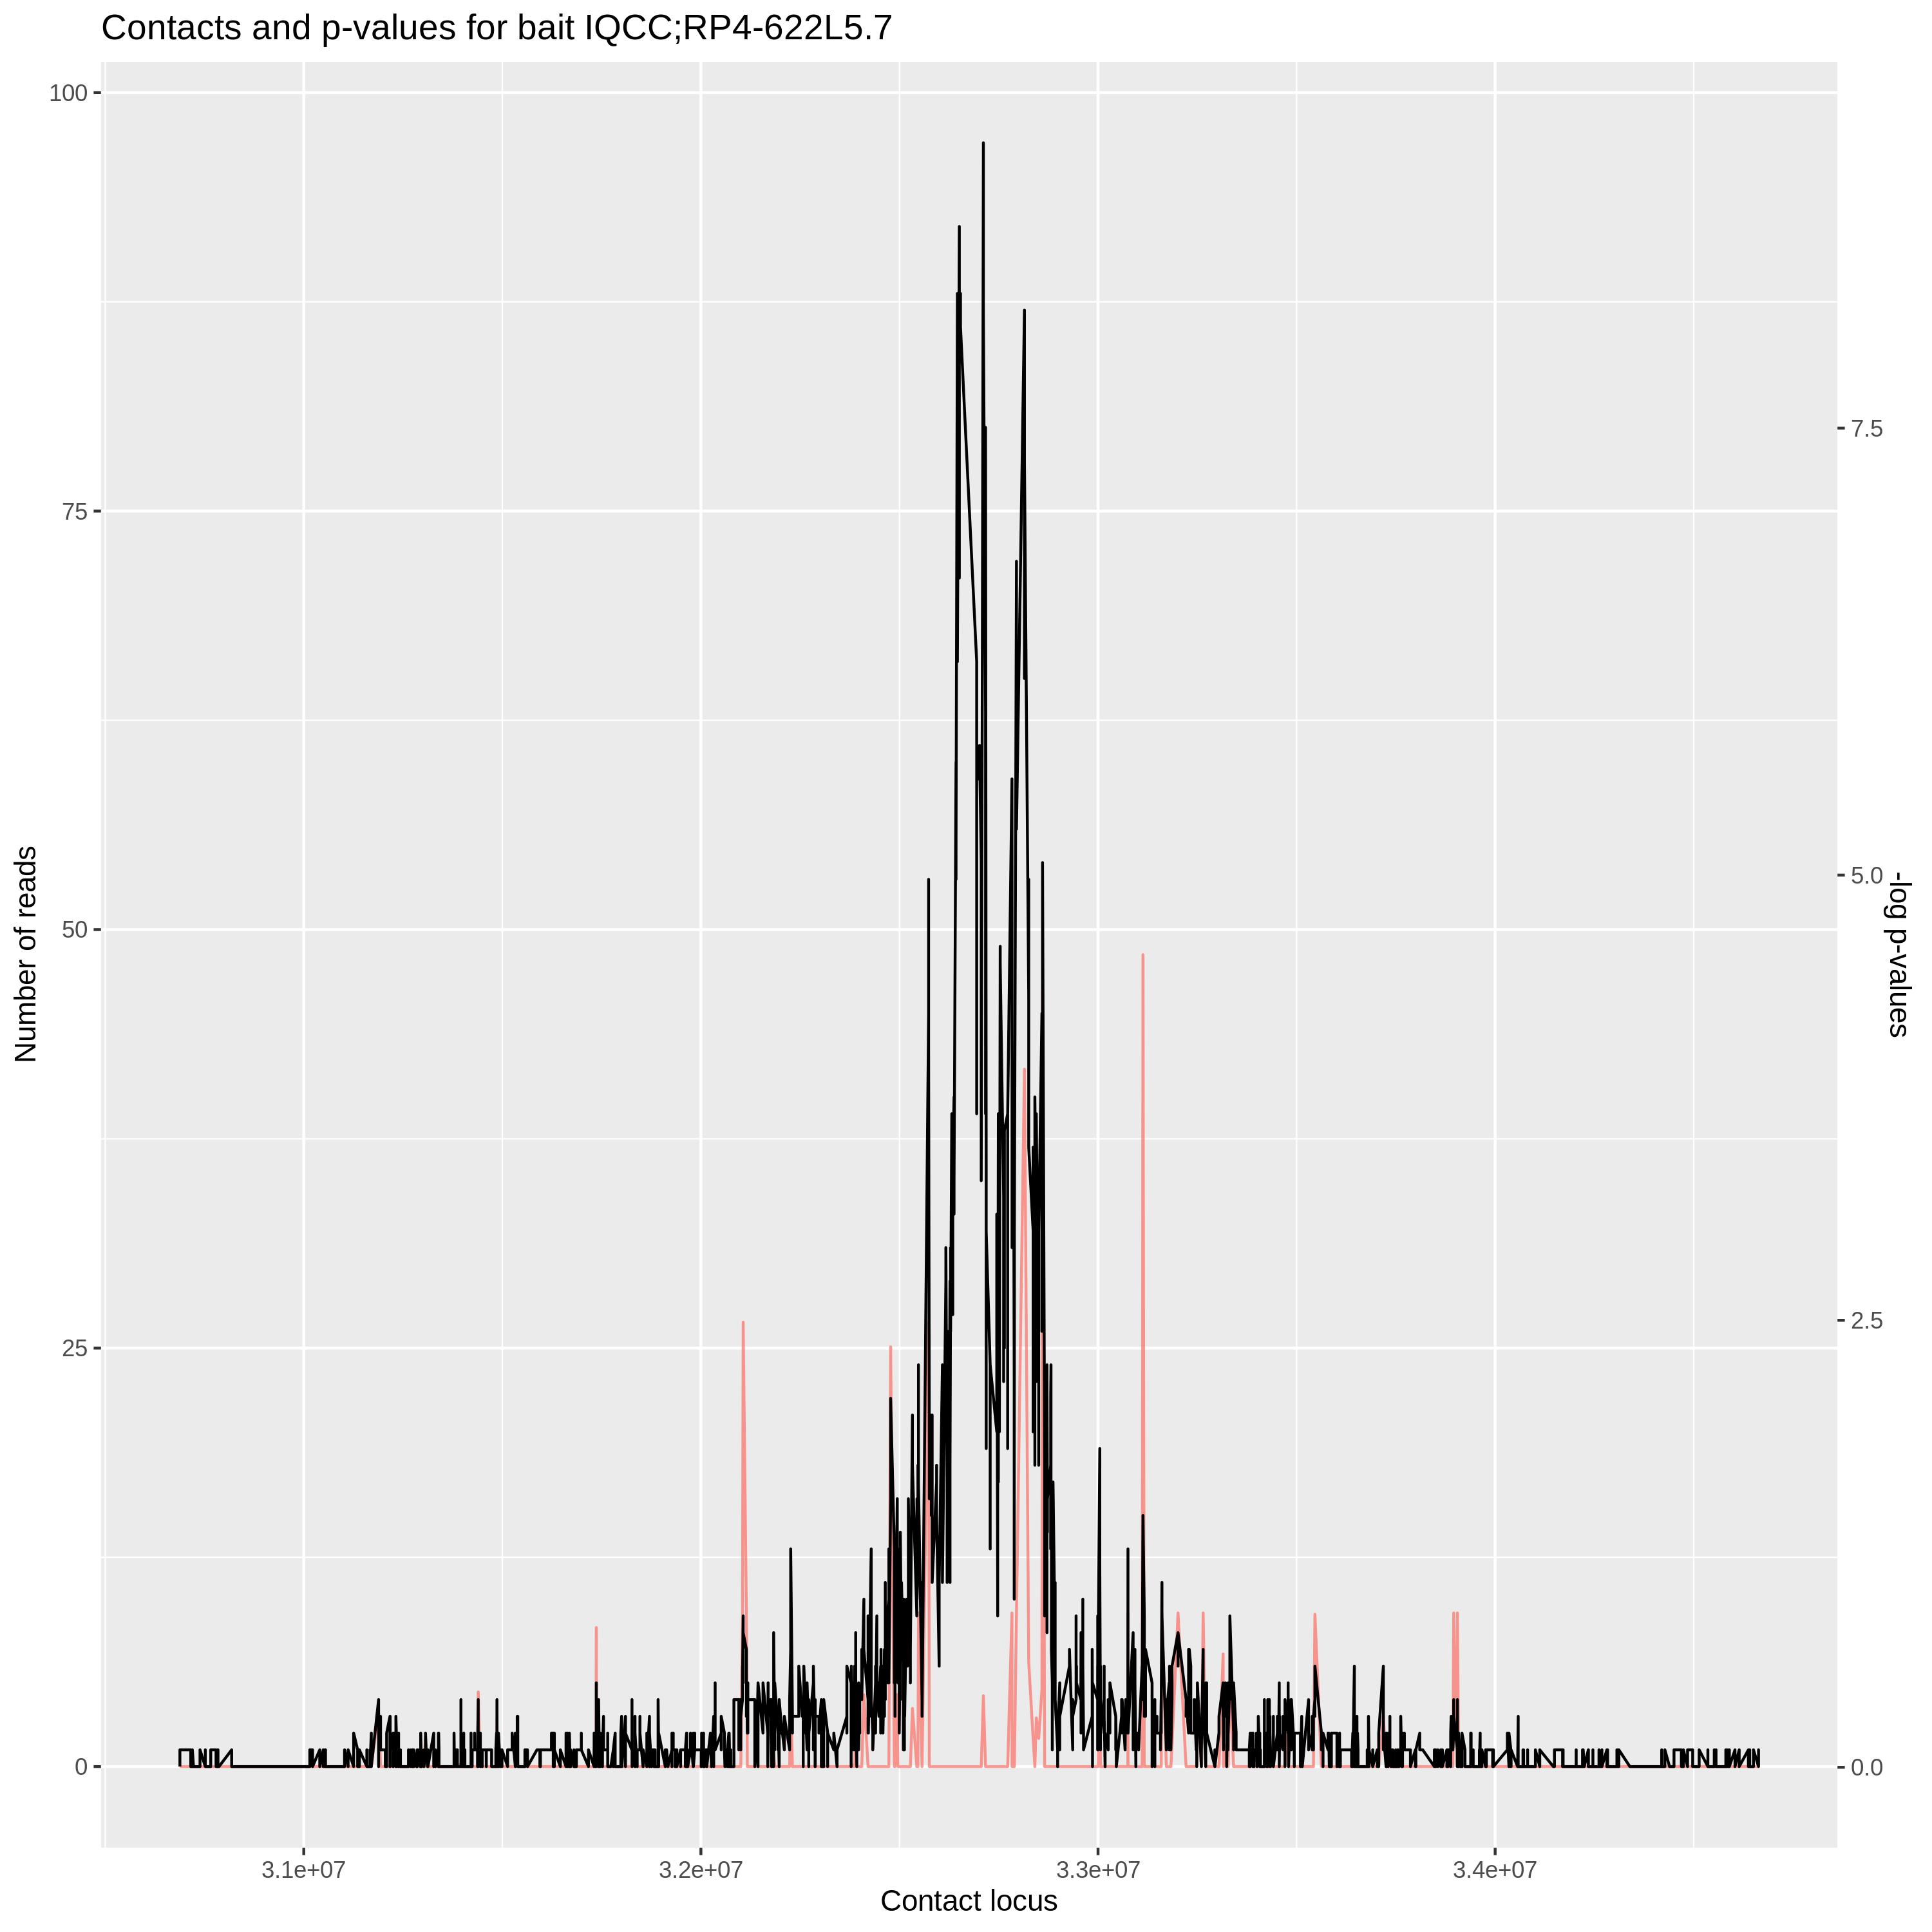 Contacts and p-values for bait IQCC;RP4-622L5.7
100
75
50
25
0
Number of reads
7.5
5.0
2.5
0.0
-log p-values
3.1e+07 3.2e+07 3.3e+07 3.4e+07
Contact locus